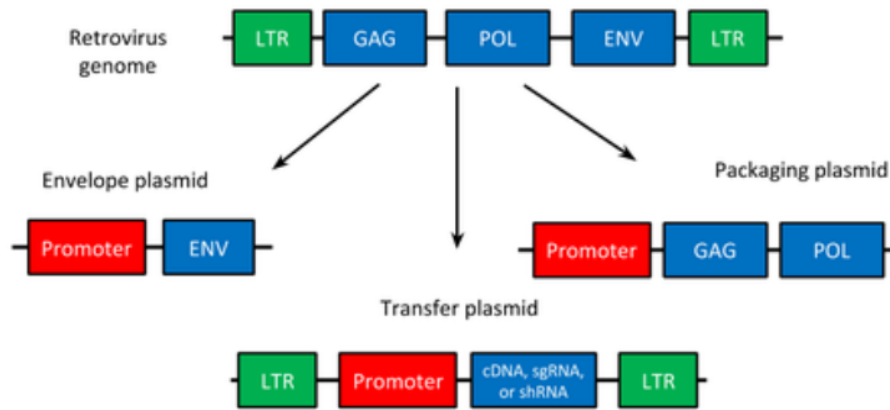 Retrovirus
genome
LTR GAG POL ENV LTR
Envelope plasmid
Promoter ENV
Packaging plasmid
Promoter GAG POL
Transfer plasmid
LTR Promoter cDNA, sgRNA,
or shRNA LTR